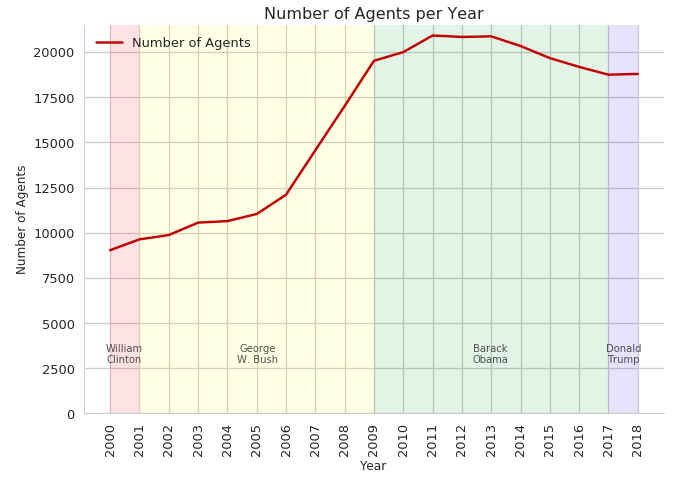 Number of Agents per Year
Number of Agents
20000
17500
15000
12500
10000
7500
5000
2500
0
Number of Agents
William
Clinton
George
W. Bush
Barack
Obama
Donald
Trump
2000
2001
2002
2003
2004
2005
2006
2007
2008
2009
2010
2011
2012
2013
2014
2015
2016
2017
2018
Year